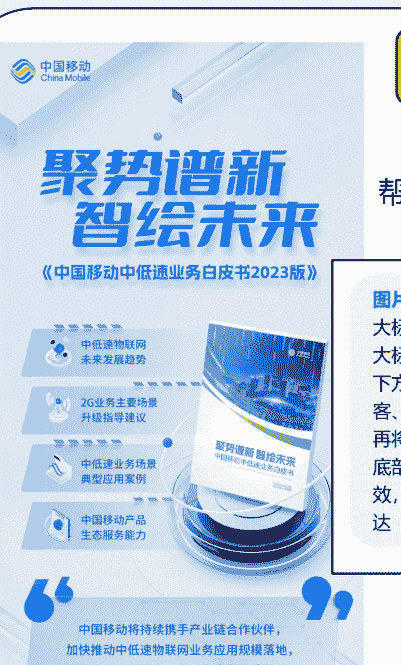 中国移动
China Mobile
聚势谱新
智绘未来
《中国移动中低速业务白皮书2023版》
中低速物联网
未来发展趋势
2G业务主要场景
升级指导建议
中低速业务场景
典型应用案例
中国移动产品
生态服务能力
聚势谱新 智绘未来
中国移动中低速业务白皮书
2023版
中国移动将持续携手产业链合作伙伴，
加快推动中低速物联网业务应用规模落地，
帮
图片
大标
大标
下方
客、
再将
底部
效，
达